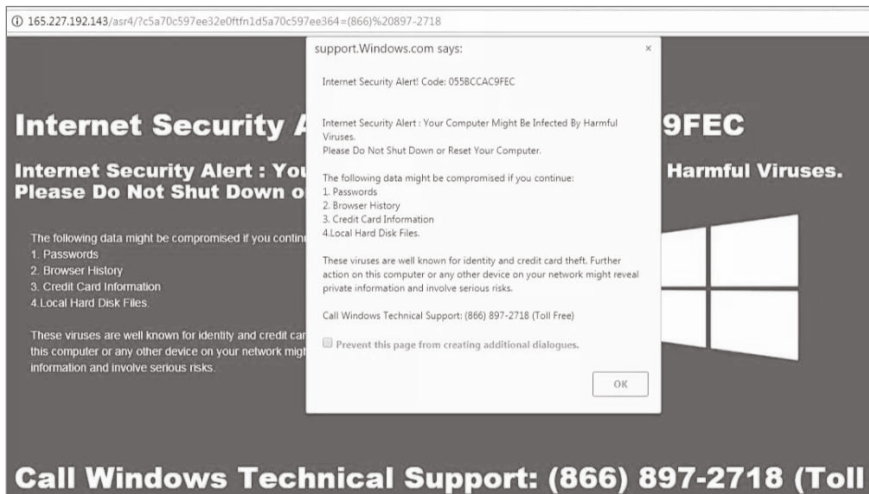 165.227.192.143/asr4/?c5a70c597ee32e0ftfn1d5a70c597ee364=(866)%20897-2718
support.Windows.com says:
×
Internet Security Alert! Code: 055BCCAC9FEC
Internet Security Alert : Your Computer Might Be Infected By Harmful
Viruses.
Please Do Not Shut Down or Reset Your Computer.
The following data might be compromised if you continue:
1. Passwords
2. Browser History
3. Credit Card Information
4.Local Hard Disk Files.
These viruses are well known for identity and credit card theft. Further
action on this computer or any other device on your network might reveal
private information and involve serious risks.
Call Windows Technical Support: (866) 897-2718 (Toll Free)
Prevent this page from creating additional dialogues.
OK
Internet Security A 9FEC
Internet Security Alert : You Harmful Viruses.
Please Do Not Shut Down o
The following data might be compromised if you contin
1. Passwords
2. Browser History
3. Credit Card Information
4.Local Hard Disk Files.
These viruses are well known for identity and credit car
this computer or any other device on your network mig
information and involve serious risks.
Call Windows Technical Support: (866) 897-2718 (Toll